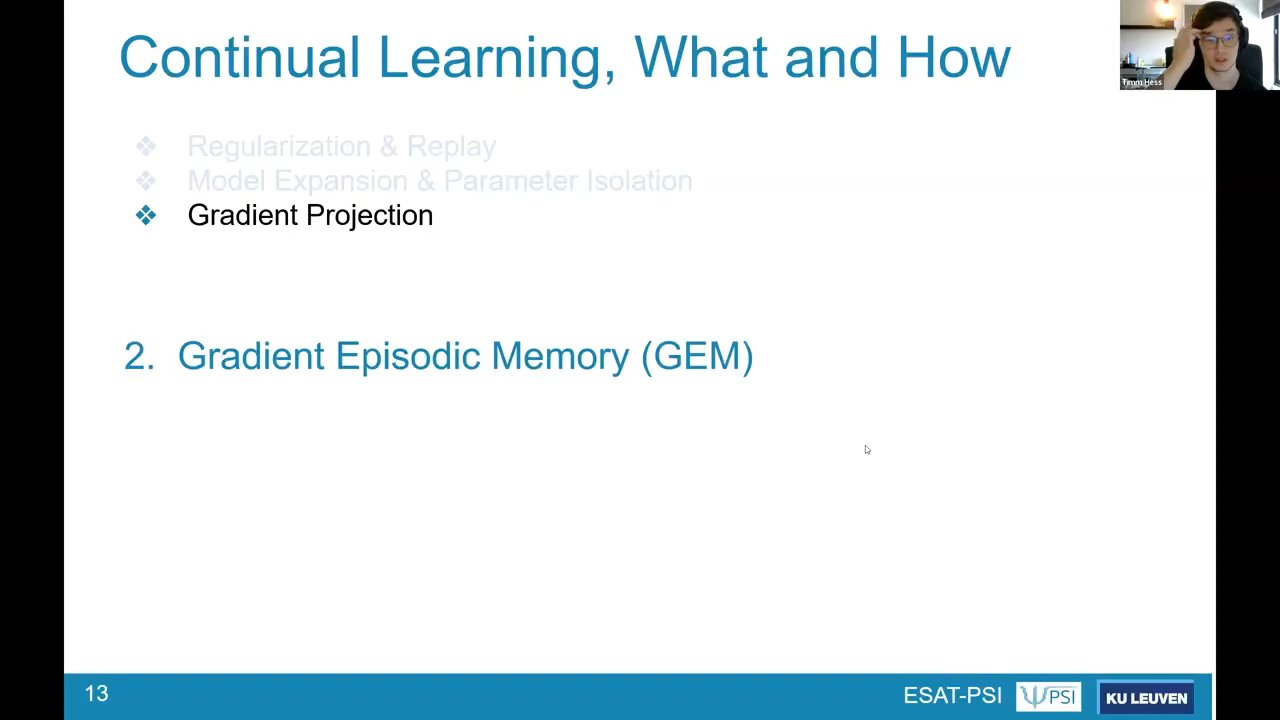 Continual Learning, What and How
Timm Hess
❖ Regularization & Replay
❖ Model Expansion & Parameter Isolation
❖ Gradient Projection
2. Gradient Episodic Memory (GEM)
13
ESAT-PSI
PSI
KU LEUVEN